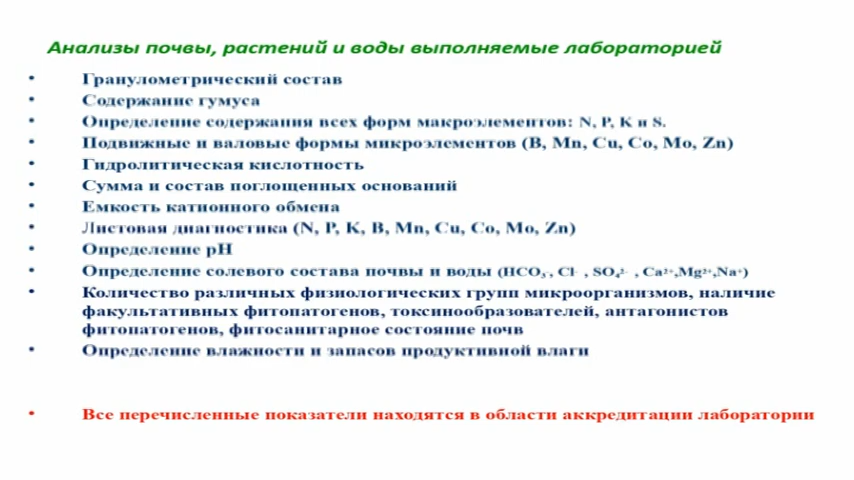 Анализы почвы, растений и воды выполняемые лабораторией
• Гранулометрический состав
• Содержание гумуса
• Определение содержания всех форм макроэлементов: N, P, K и S.
• Подвижные и валовые формы микроэлементов (B, Mn, Cu, Co, Mo, Zn)
• Гидролитическая кислотность
• Сумма и состав поглощенных оснований
• Емкость катионного обмена
• Листовая диагностика (N, P, K, B, Mn, Cu, Co, Mo, Zn)
• Определение pH
• Определение солевого состава почвы и воды (HCO₃⁻, Cl⁻ , SO₄²⁻ , Ca²⁺,Mg²⁺,Na⁺)
• Количество различных физиологических групп микроорганизмов, наличие
факультативных фитопатогенов, токсинообразователей, антагонистов
фитопатогенов, фитосанитарное состояние почв
• Определение влажности и запасов продуктивной влаги
• Все перечисленные показатели находятся в области аккредитации лаборатории